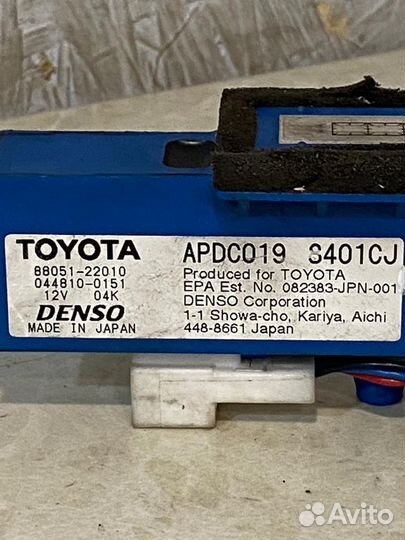 TOYOTA
88051-22010
044810-0151
12V 04K
DENSO
MADE IN JAPAN
APDC019 S401CJ
Produced for TOYOTA
EPA Est. No. 082383-JPN-001
DENSO Corporation
1-1 Showa-cho, Kariya, Aichi
448-8661 Japan
Avito